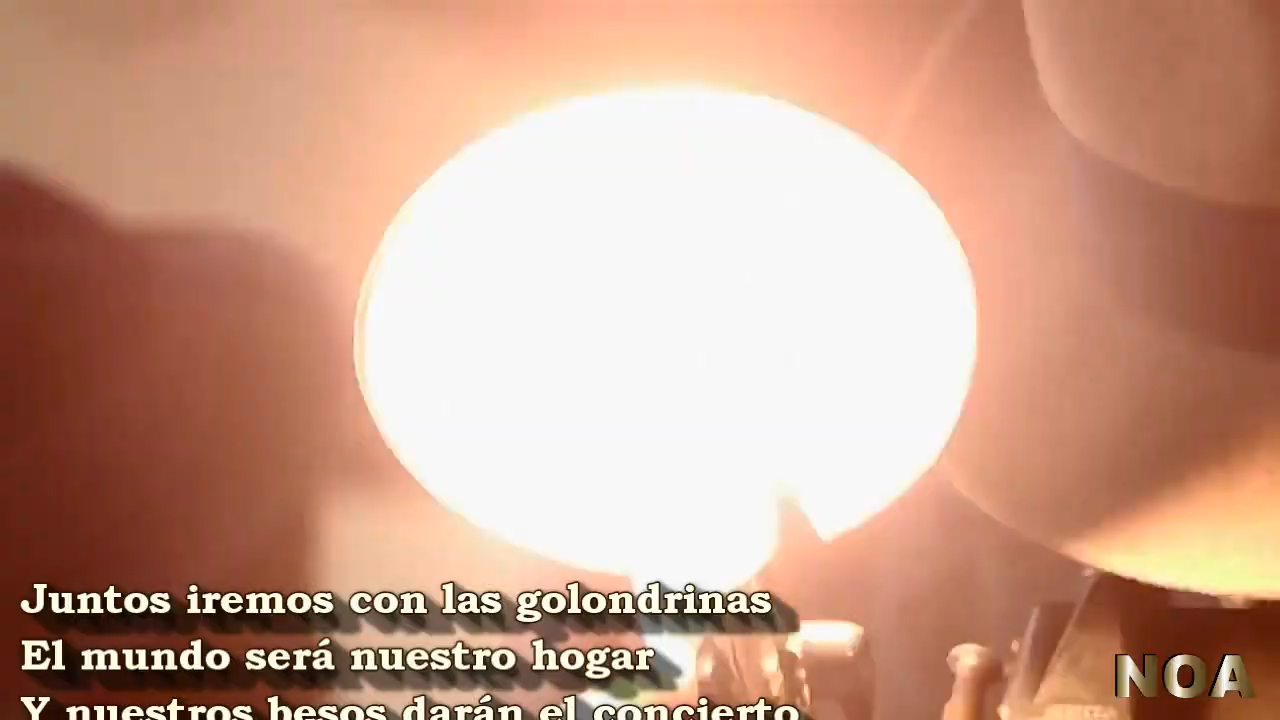 Juntos iremos con las golondrinas
El mundo será nuestro hogar
Y nuestros besos darán el concierto
NOA